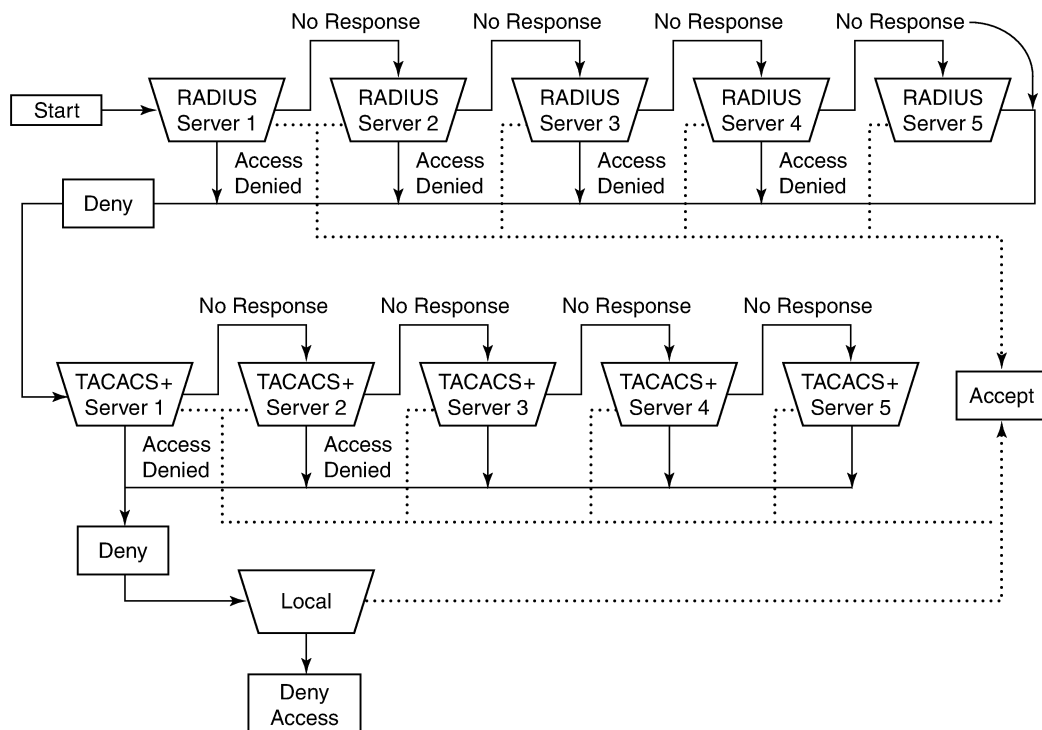 No Response
No Response
No Response
No Response
No Response
Start
RADIUS
Server 1
RADIUS
Server 2
RADIUS
Server 3
RADIUS
Server 4
RADIUS
Server 5
Access
Denied
Access
Denied
Access
Denied
Access
Denied
Deny
No Response
No Response
No Response
No Response
TACACS+
Server 1
TACACS+
Server 2
TACACS+
Server 3
TACACS+
Server 4
TACACS+
Server 5
Accept
Access
Denied
Access
Denied
Deny
Local
Deny
Access